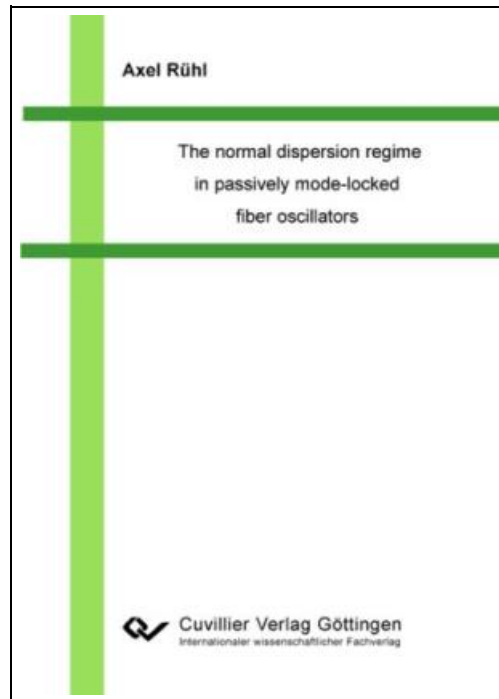 Axel Rühl
The normal dispersion regime
in passively mode-locked
fiber oscillators
Cuvillier Verlag Göttingen
Internationaler wissenschaftlicher Fachverlag